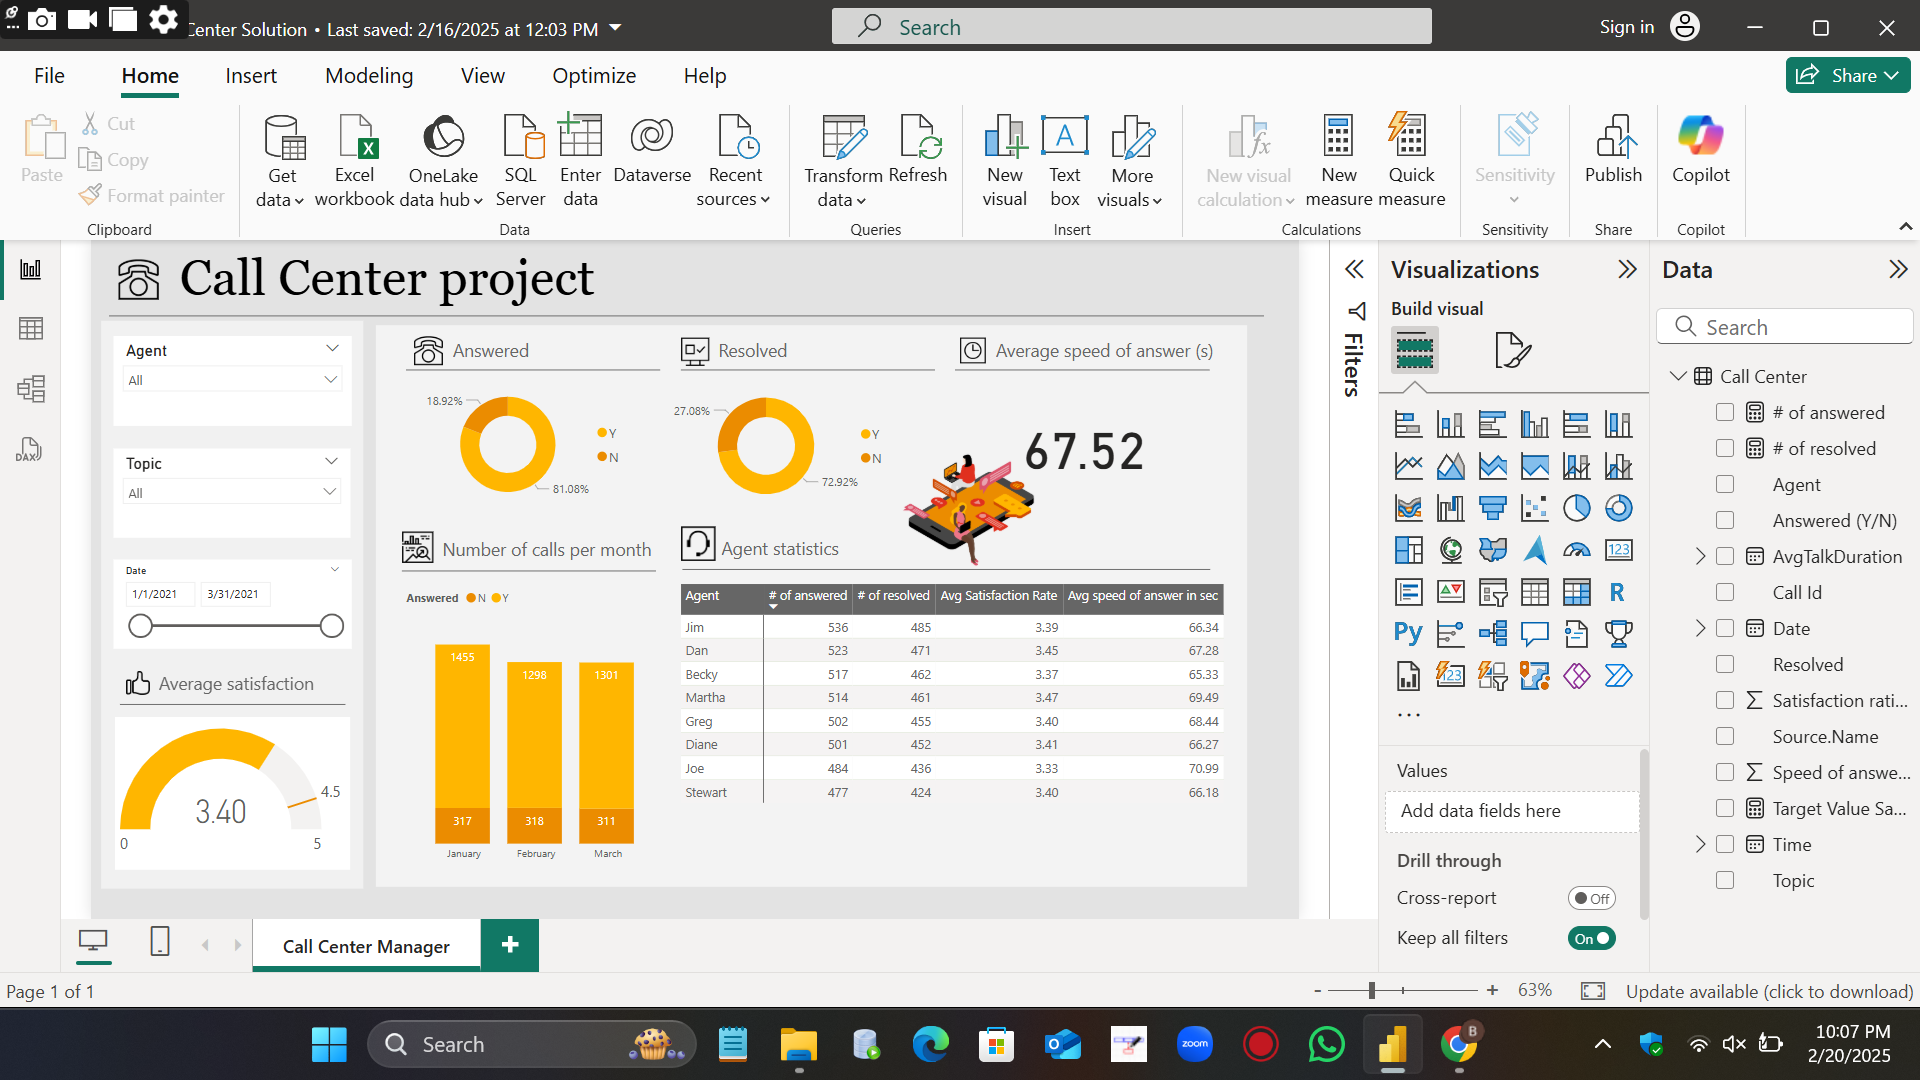 Center Solution • Last saved: 2/16/2025 at 12:03 PM
Search
Sign in
File Home Insert Modeling View Optimize Help
Share
Paste
Cut
Copy
Format painter
Clipboard
Get data
Excel workbook
OneLake data hub
SQL Server
Enter data
Dataverse
Recent sources
Data
Transform data
Refresh
Queries
New visual
Text box
More visuals
Insert
New visual calculation
New measure
Quick measure
Calculations
Sensitivity
Sensitivity
Publish
Share
Copilot
Copilot
Call Center project
Agent
All
Topic
All
Date
1/1/2021 3/31/2021
Average satisfaction
3.40
4.5
0 5
Answered
18.92%
81.08%
Y
N
Resolved
27.08%
72.92%
Y
N
Average speed of answer (s)
67.52
Number of calls per month
Answered N Y
1455 1298 1301
317 318 311
January February March
Agent statistics
Agent # of answered # of resolved Avg Satisfaction Rate Avg speed of answer in sec
Jim 536 485 3.39 66.34
Dan 523 471 3.45 67.28
Becky 517 462 3.37 65.33
Martha 514 461 3.47 69.49
Greg 502 455 3.40 68.44
Diane 501 452 3.41 66.27
Joe 484 436 3.33 70.99
Stewart 477 424 3.40 66.18
Filters
Visualizations
Build visual
123
R
Py
123
...
Values
Add data fields here
Drill through
Cross-report Off
Keep all filters On
Data
Search
Call Center
# of answered
# of resolved
Agent
Answered (Y/N)
AvgTalkDuration
Call Id
Date
Resolved
Satisfaction rati...
Source.Name
Speed of answe...
Target Value Sa...
Time
Topic
DAX
Call Center Manager
+
Page 1 of 1
- + 63%
Update available (click to download)
Search
zoom
B
10:07 PM
2/20/2025